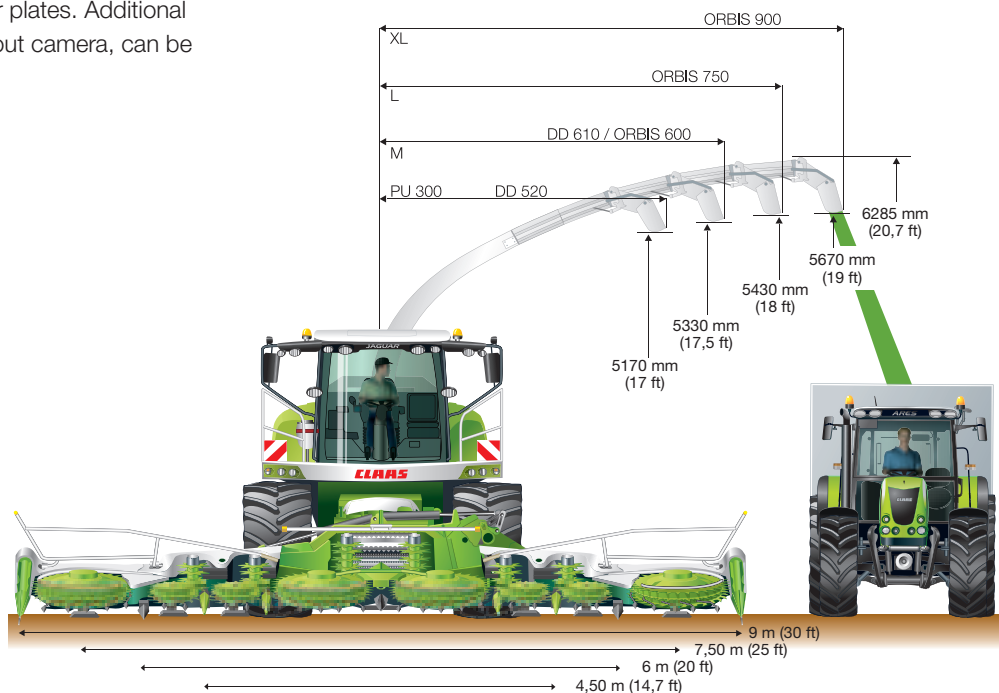 r plates. Additional
out camera, can be
ORBIS 900
XL
ORBIS 750
L
DD 610 / ORBIS 600
M
PU 300 DD 520
6285 mm
(20,7 ft)
5670 mm
(19 ft)
5430 mm
(18 ft)
5330 mm
(17,5 ft)
5170 mm
(17 ft)
JAGUAR
CLAAS
ARES
CLAAS
9 m (30 ft)
7,50 m (25 ft)
6 m (20 ft)
4,50 m (14,7 ft)